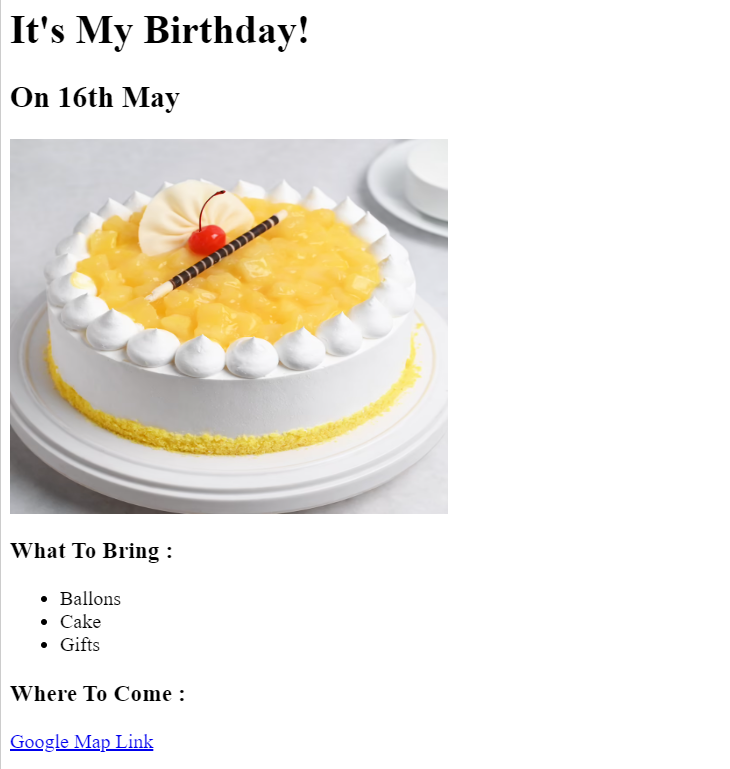 It's My Birthday!
On 16th May
What To Bring :
Ballons
Cake
Gifts
Where To Come :
Google Map Link